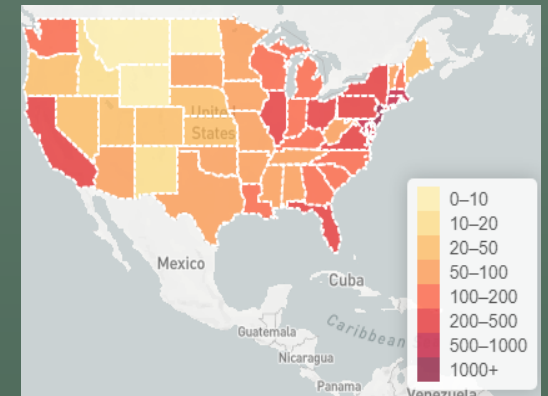 United
States
Mexico
Cuba
Guatemala
Caribbean S
Nicaragua
Panama
Venezuela
0–10
10–20
20–50
50–100
100–200
200–500
500–1000
1000+